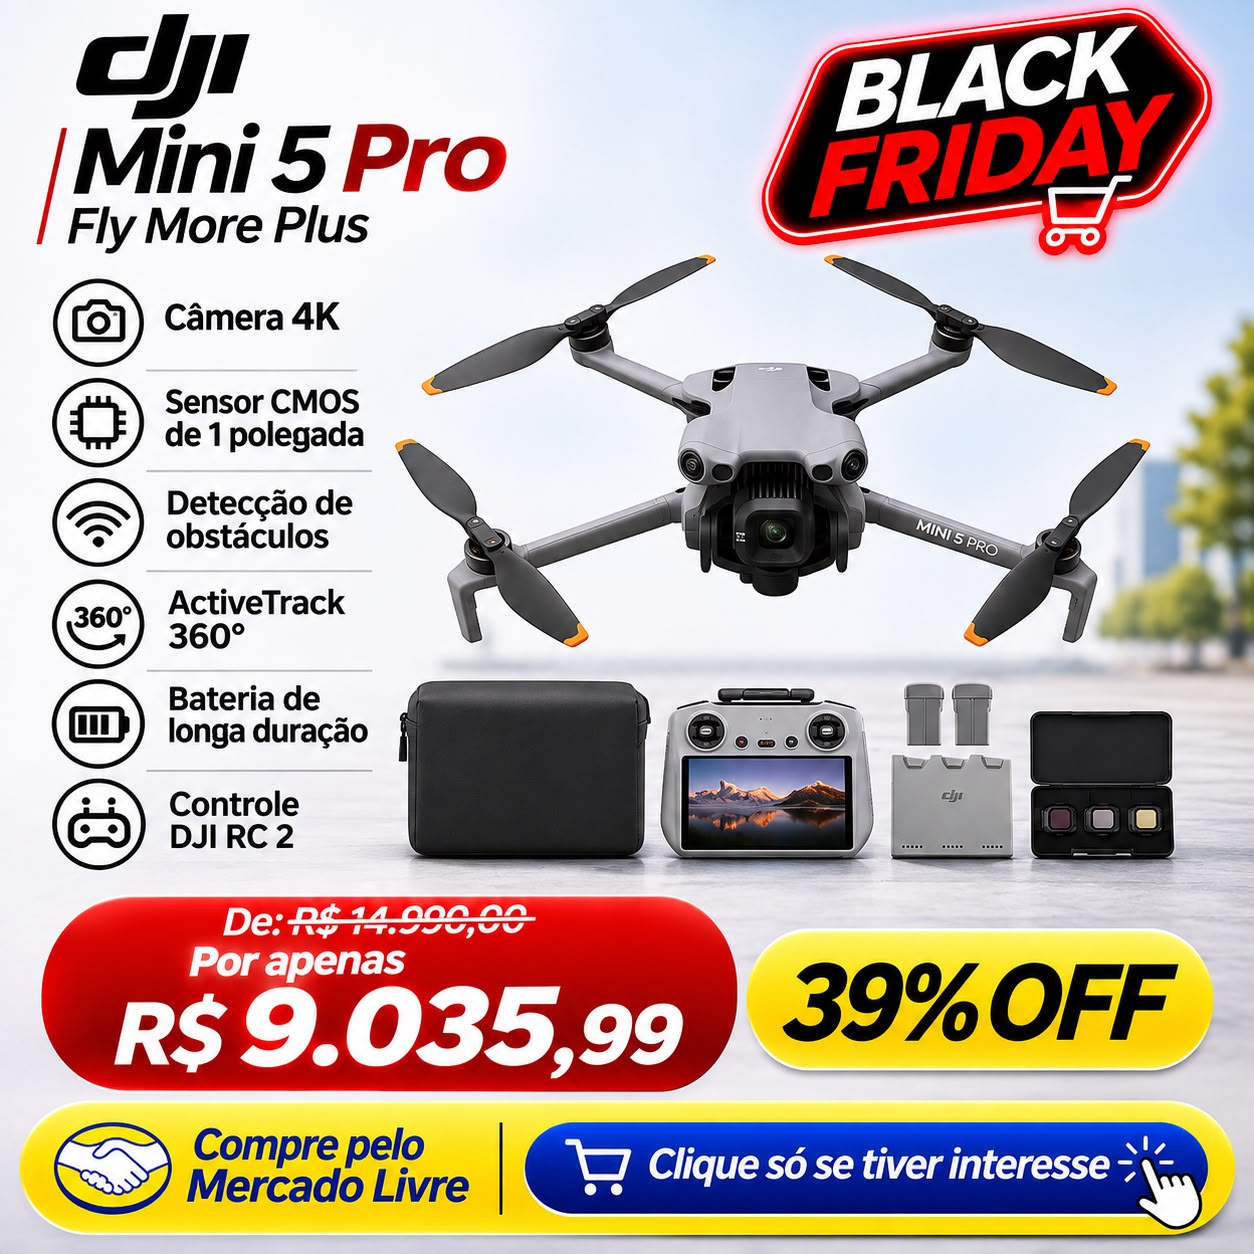 dji
Mini 5 Pro
Fly More Plus
BLACK
FRIDAY
Câmera 4K
Sensor CMOS
de 1 polegada
Detecção de
obstáculos
360°
ActiveTrack
360°
Bateria de
longa duração
Controle
DJI RC 2
MINI 5 PRO
dji
De: R$ 14.990,00
Por apenas
R$ 9.035,99
39% OFF
Compre pelo
Mercado Livre
Clique só se tiver interesse